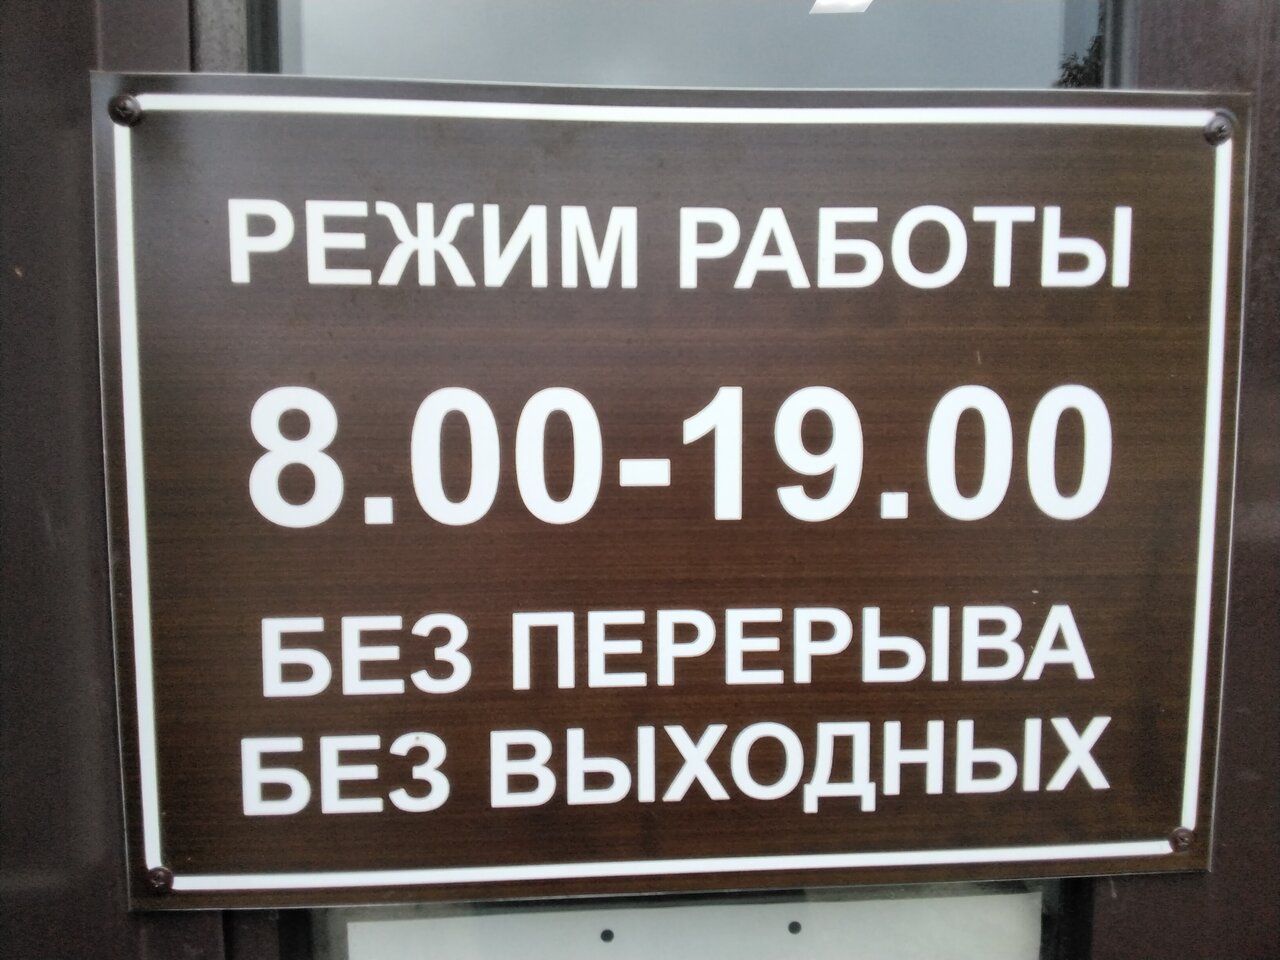 РЕЖИМ РАБОТЫ
8.00-19.00
БЕЗ ПЕРЕРЫВА
БЕЗ ВЫХОДНЫХ